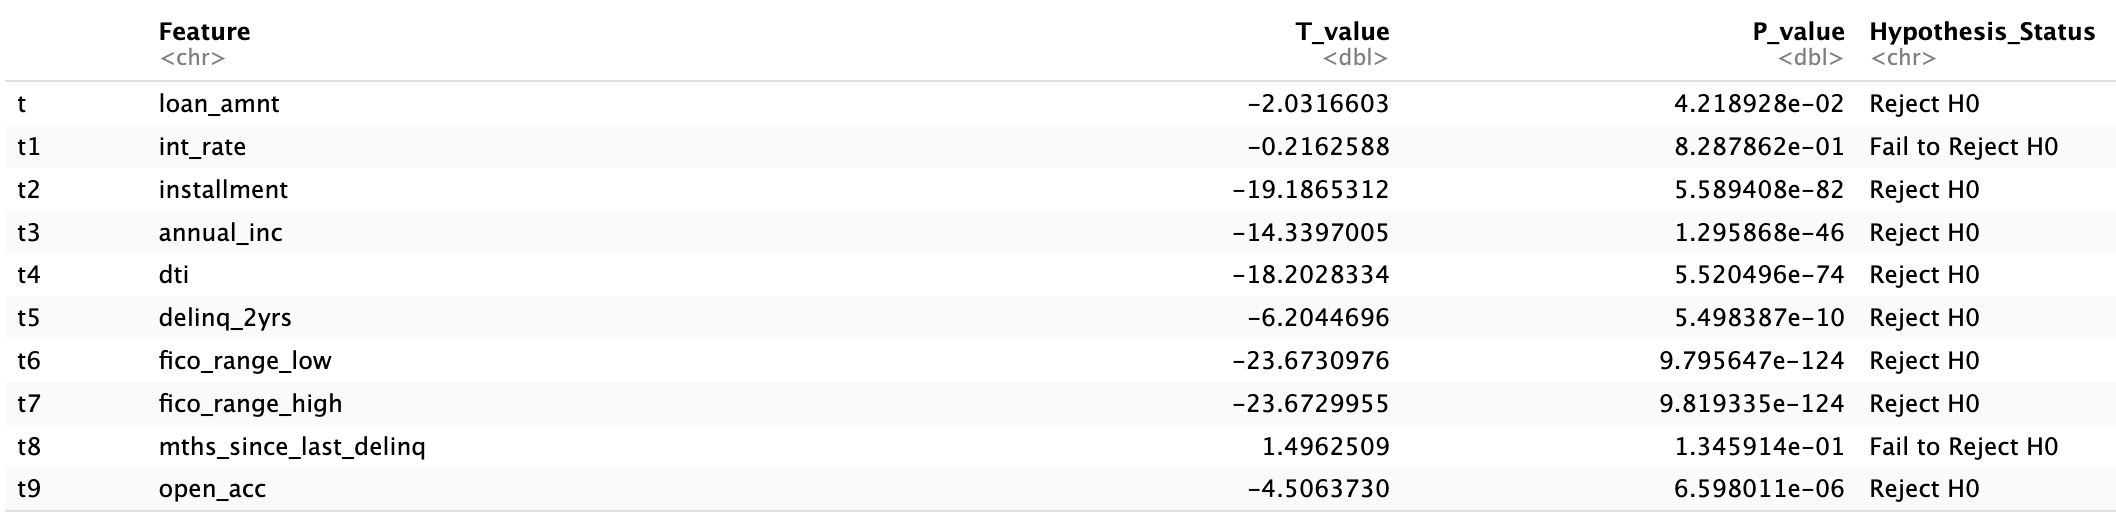 Feature T_value P_value Hypothesis_Status
<chr> <dbl> <dbl> <chr>
t loan_amnt −2.0316603 4.218928e−02 Reject H0
t1 int_rate −0.2162588 8.287862e−01 Fail to Reject H0
t2 installment −19.1865312 5.589408e−82 Reject H0
t3 annual_inc −14.3397005 1.295868e−46 Reject H0
t4 dti −18.2028334 5.520496e−74 Reject H0
t5 delinq_2yrs −6.2044696 5.498387e−10 Reject H0
t6 fico_range_low −23.6730976 9.795647e−124 Reject H0
t7 fico_range_high −23.6729955 9.819335e−124 Reject H0
t8 mths_since_last_delinq 1.4962509 1.345914e−01 Fail to Reject H0
t9 open_acc −4.5063730 6.598011e−06 Reject H0